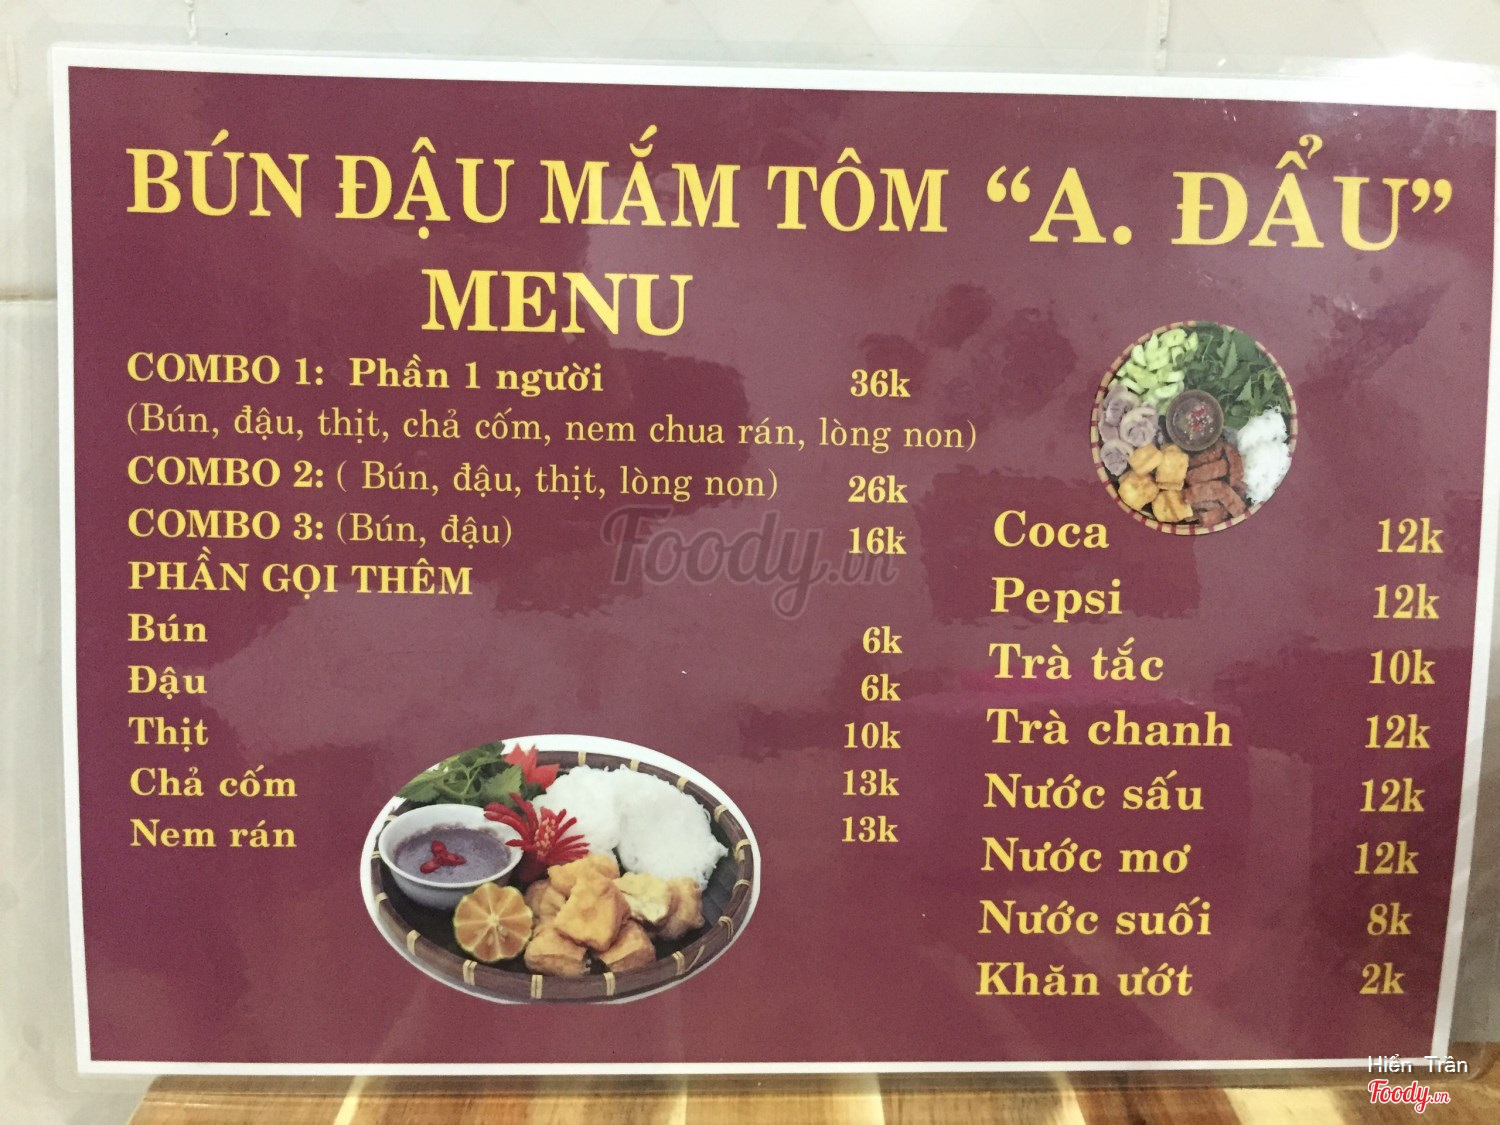 BÚN ĐẬU MẮM TÔM “A. ĐẨU”
MENU
COMBO 1: Phần 1 người 36k
(Bún, đậu, thịt, chả cốm, nem chua rán, lòng non)
COMBO 2: ( Bún, đậu, thịt, lòng non) 26k
COMBO 3: (Bún, đậu) 16k
PHẦN GỌI THÊM
Bún 6k
Đậu 6k
Thịt 10k
Chả cốm 13k
Nem rán 13k
Coca 12k
Pepsi 12k
Trà tắc 10k
Trà chanh 12k
Nước sấu 12k
Nước mơ 12k
Nước suối 8k
Khăn ướt 2k
Foody.vn
Hiển Trần
Foody.vn